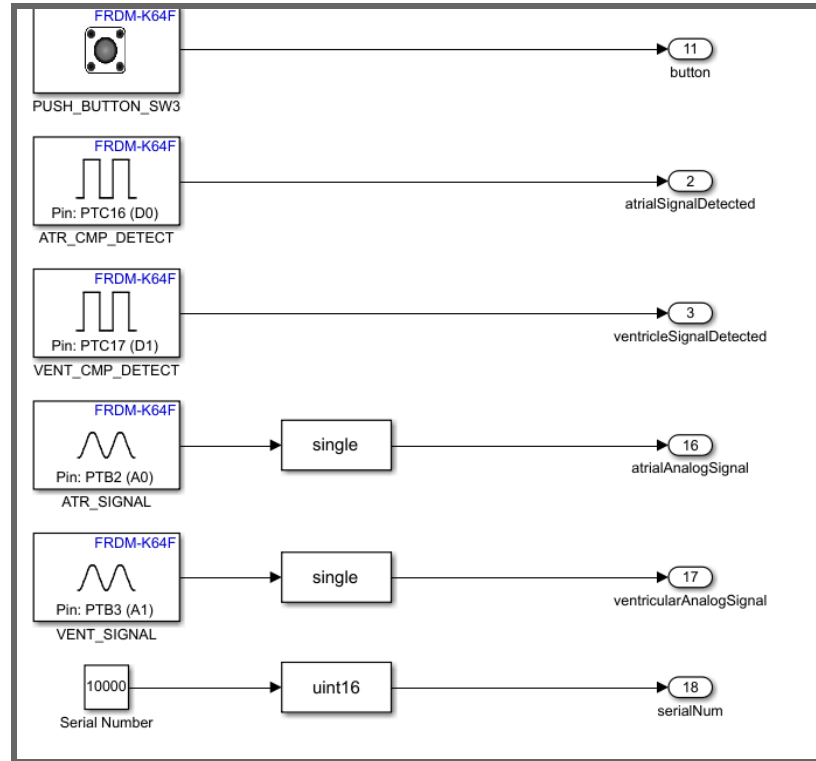 FRDM-K64F
PUSH_BUTTON_SW3
11
button
FRDM-K64F
Pin: PTC16 (D0)
ATR_CMP_DETECT
2
atrialSignalDetected
FRDM-K64F
Pin: PTC17 (D1)
VENT_CMP_DETECT
3
ventricleSignalDetected
FRDM-K64F
Pin: PTB2 (A0)
ATR_SIGNAL
single
16
atrialAnalogSignal
FRDM-K64F
Pin: PTB3 (A1)
VENT_SIGNAL
single
17
ventricularAnalogSignal
10000
Serial Number
uint16
18
serialNum